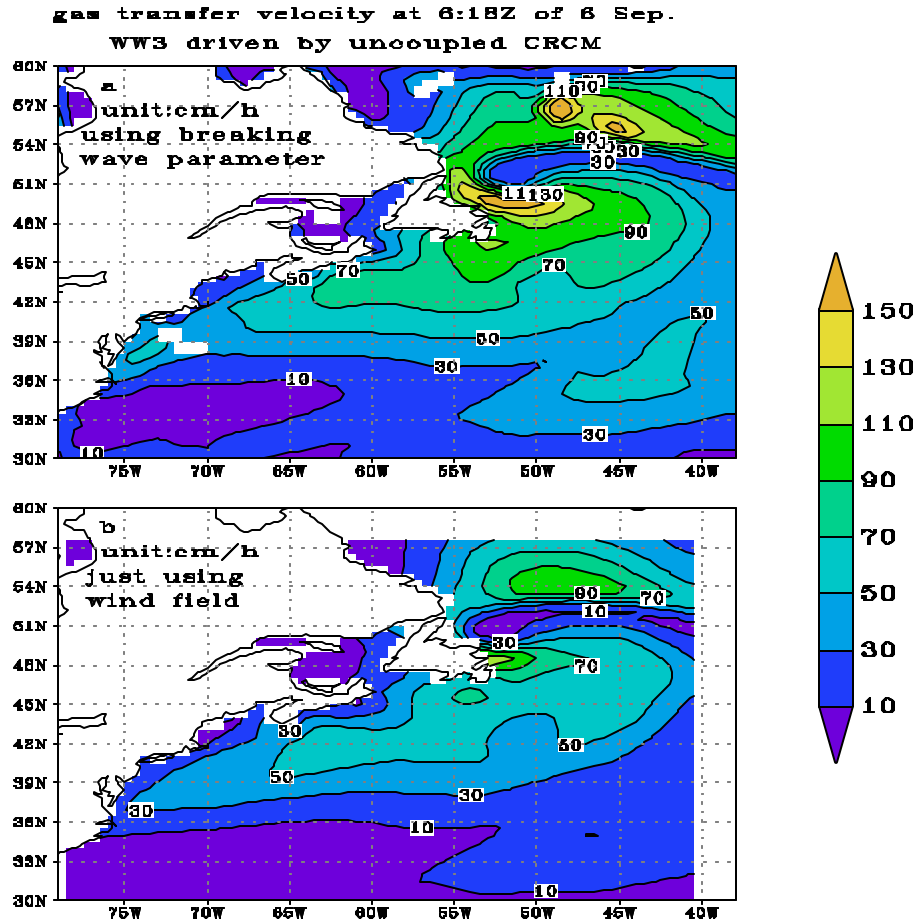 gas transfer velocity at 6:18Z of 6 Sep.
WW3 driven by uncoupled CRCM
a
unit:cm/h
using breaking
wave parameter
60N
57N
54N
51N
48N
45N
42N
39N
36N
33N
30N
110
90
30
30
90
70
50
70
50
50
30
10
30
10
75W 70W 65W 60W 55W 50W 45W 40W
b
unit:cm/h
just using
wind field
60N
57N
54N
51N
48N
45N
42N
39N
36N
33N
30N
90
70
10
30
70
30
50
50
30
30
10
10
75W 70W 65W 60W 55W 50W 45W 40W
150
130
110
90
70
50
30
10